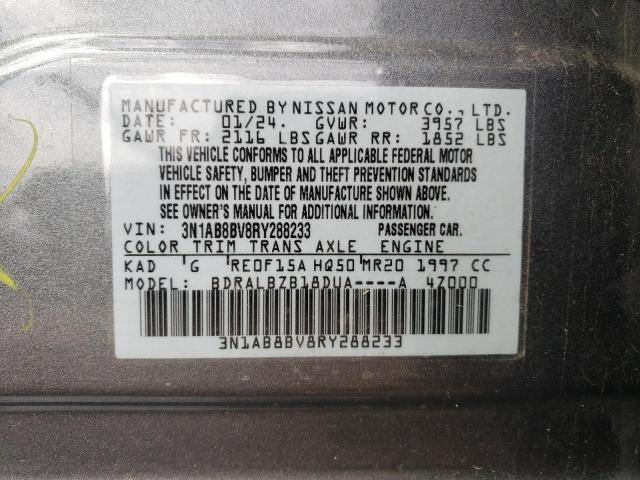 MANUFACTURED BY NISSAN MOTOR CO., LTD.
DATE: 01/24. GVWR: 3957 LBS
GAWR FR: 2116 LBS GAWR RR: 1852 LBS
THIS VEHICLE CONFORMS TO ALL APPLICABLE FEDERAL MOTOR
VEHICLE SAFETY, BUMPER AND THEFT PREVENTION STANDARDS
IN EFFECT ON THE DATE OF MANUFACTURE SHOWN ABOVE.
SEE OWNER'S MANUAL FOR ADDITIONAL INFORMATION.
VIN: 3N1AB8BV8RY288233 PASSENGER CAR.
COLOR TRIM TRANS AXLE ENGINE
KAD G RE0F15A HQ50 MR20 1997 CC
MODEL: BDRALBZB18DUA----A 4Z000
3N1AB8BV8RY288233